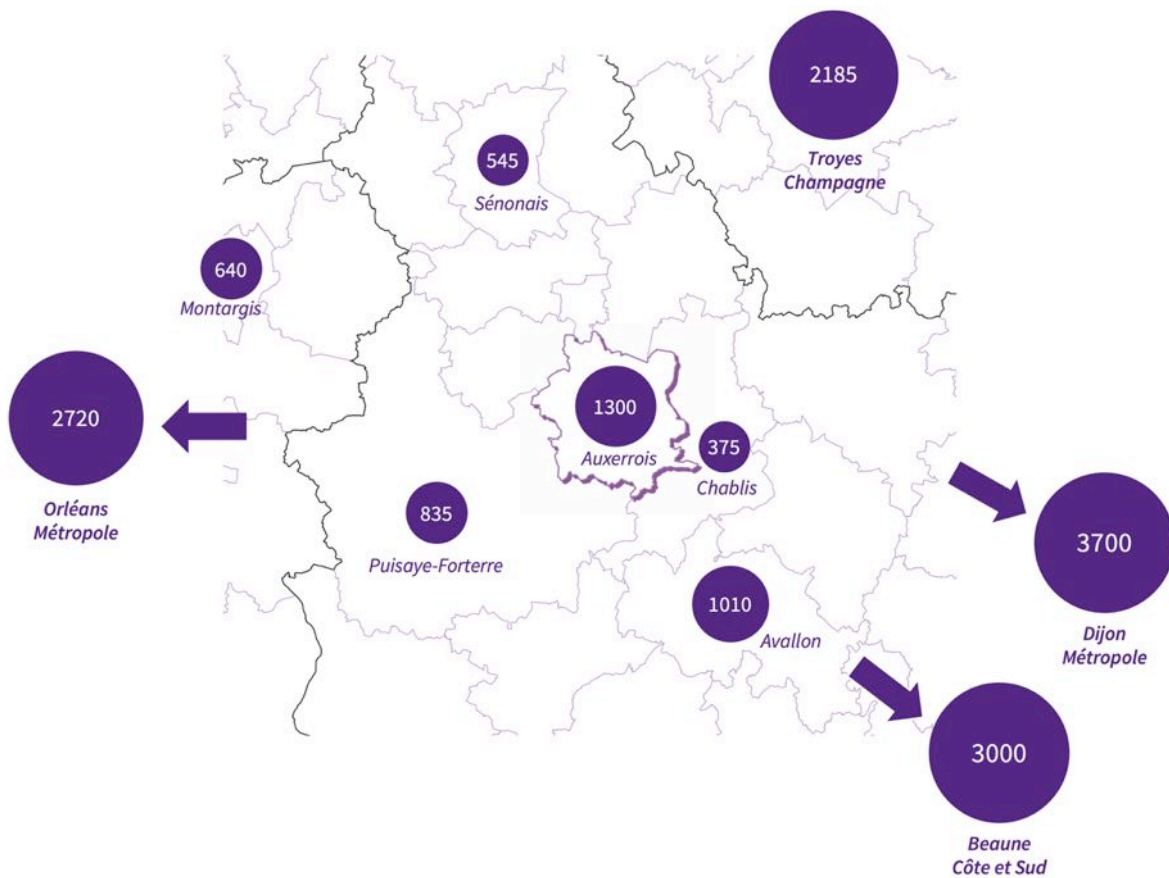 2185
Troyes
Champagne
545
Sénonais
640
Montargis
2720
Orléans
Métropole
1300
Auxerrois
375
Chablis
835
Puisaye-Forterre
3700
Dijon
Métropole
1010
Avallon
3000
Beaune
Côte et Sud